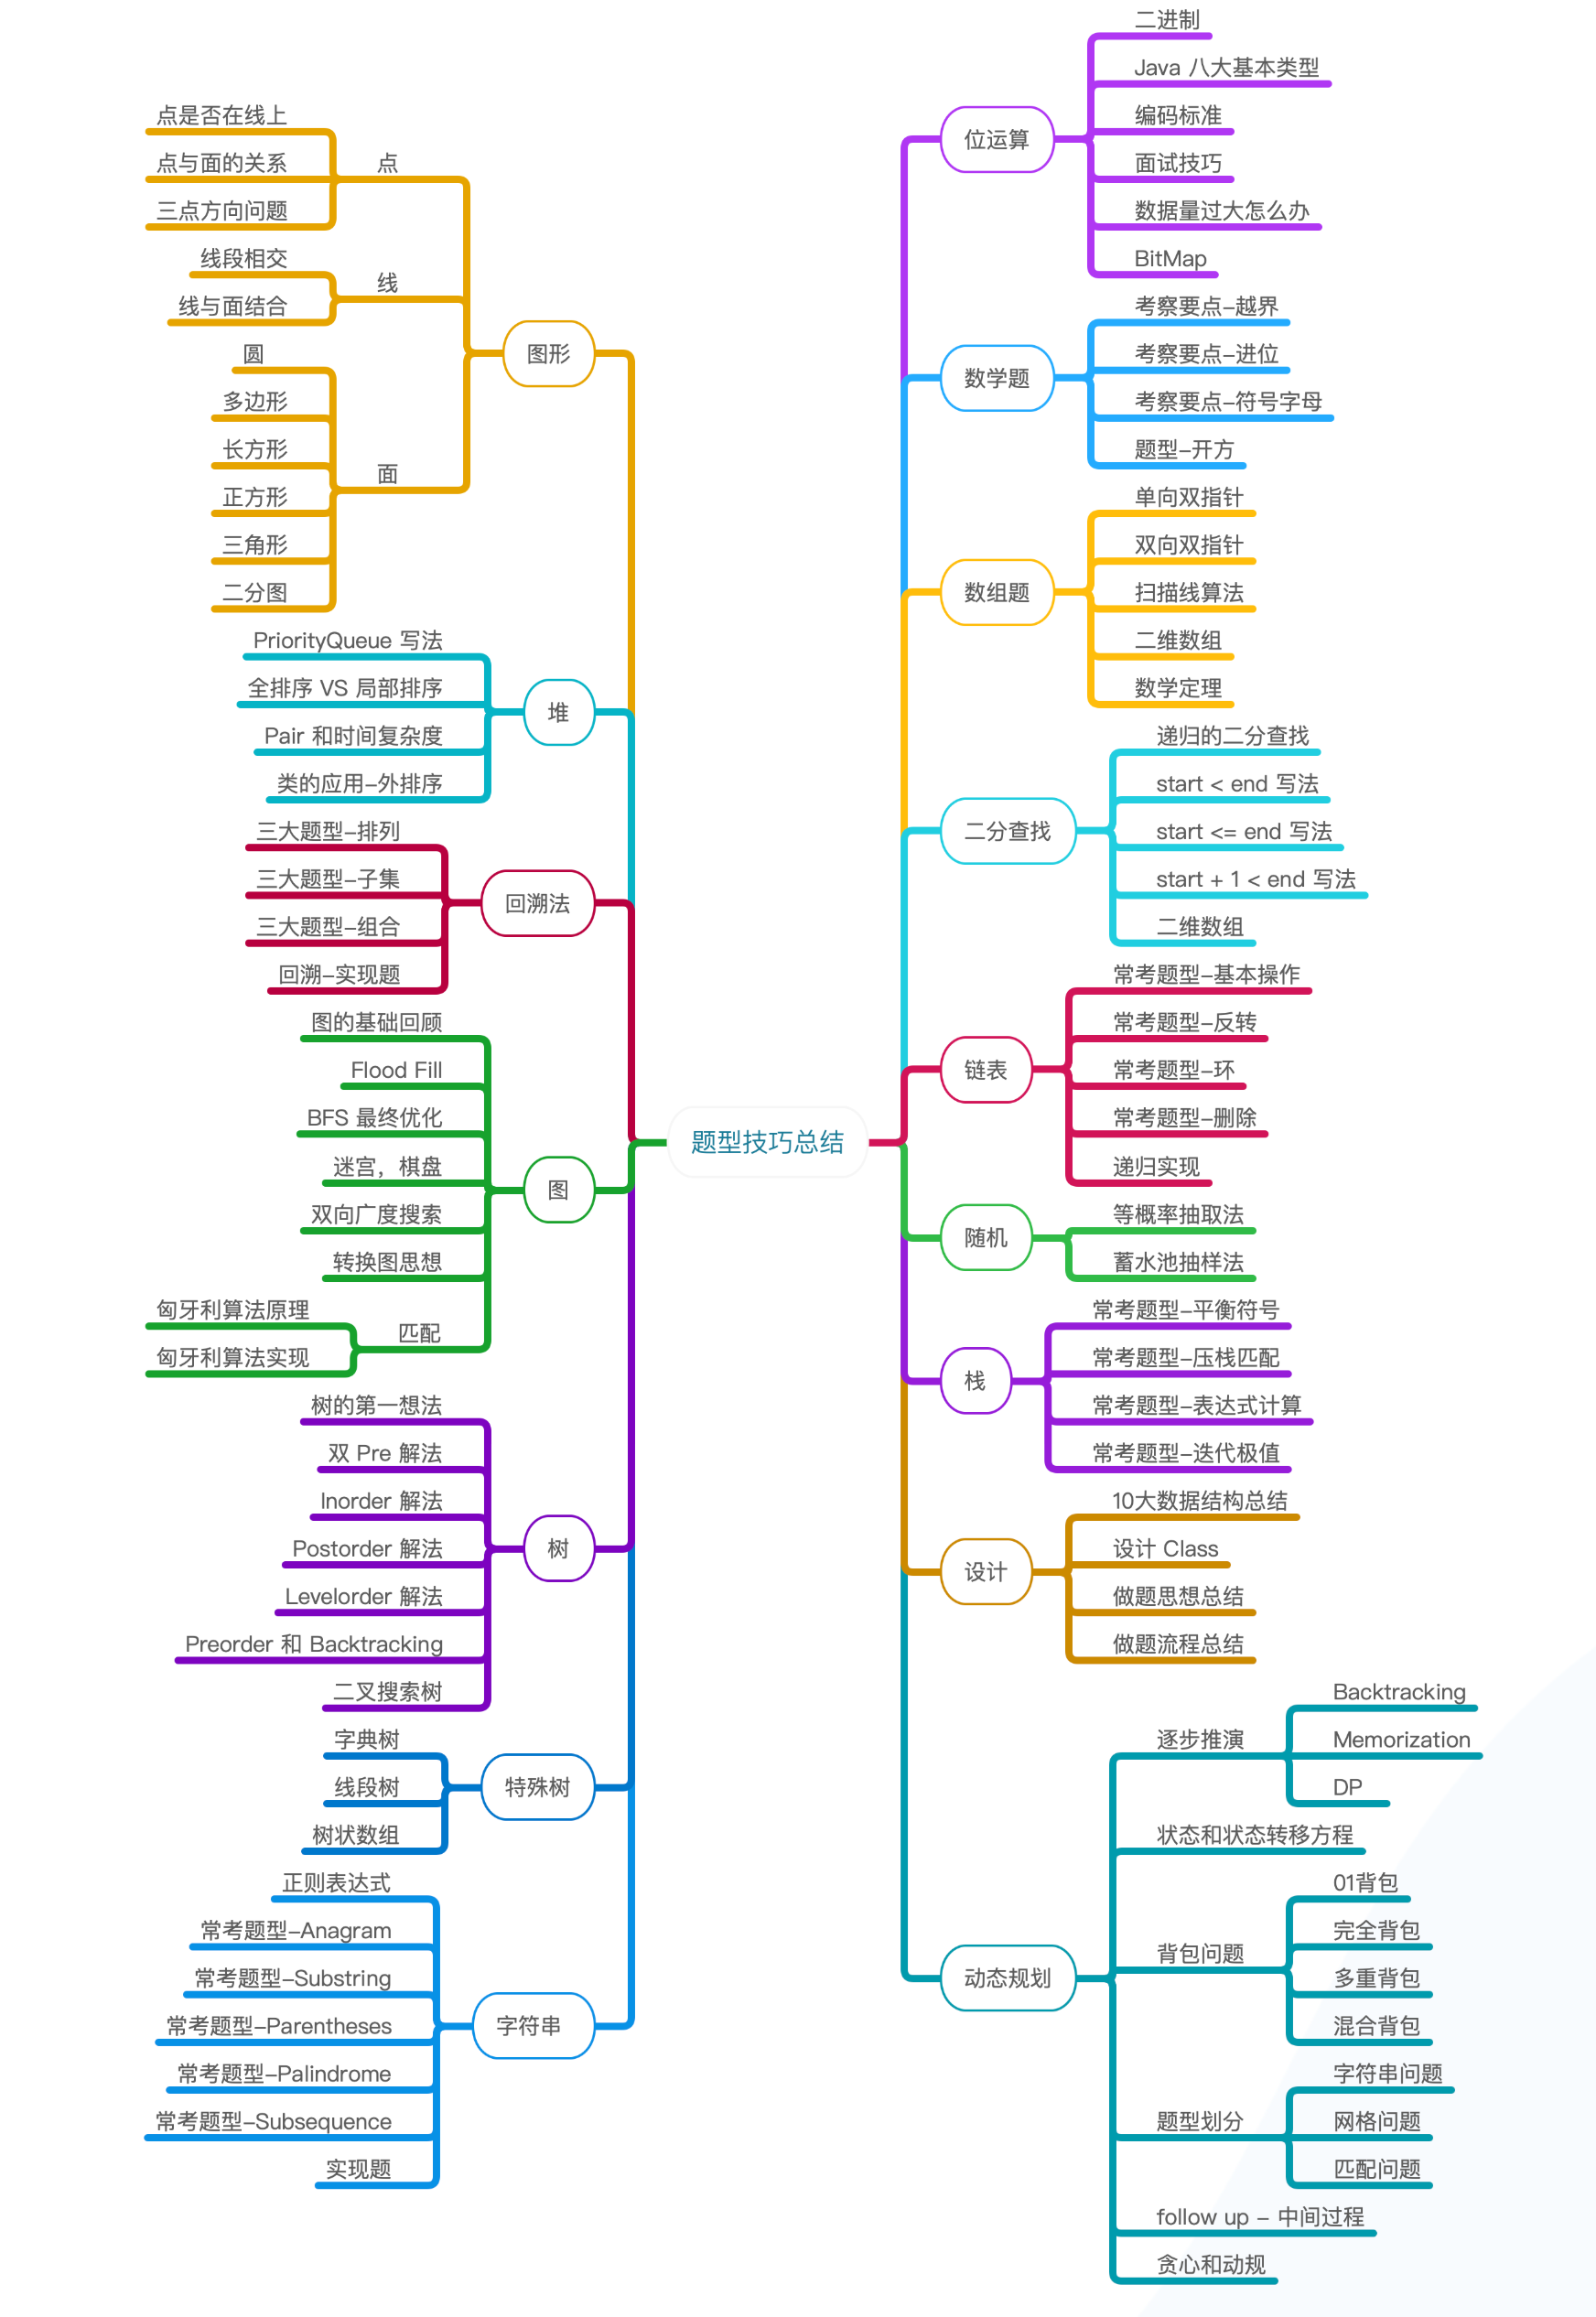 题型技巧总结
位运算
二进制
Java 八大基本类型
编码标准
面试技巧
数据量过大怎么办
BitMap
数学题
考察要点-越界
考察要点-进位
考察要点-符号字母
题型-开方
数组题
单向双指针
双向双指针
扫描线算法
二维数组
数学定理
二分查找
递归的二分查找
start < end 写法
start <= end 写法
start + 1 < end 写法
二维数组
链表
常考题型-基本操作
常考题型-反转
常考题型-环
常考题型-删除
递归实现
随机
等概率抽取法
蓄水池抽样法
栈
常考题型-平衡符号
常考题型-压栈匹配
常考题型-表达式计算
常考题型-迭代极值
设计
10大数据结构总结
设计 Class
做题思想总结
做题流程总结
动态规划
逐步推演
Backtracking
Memorization
DP
状态和状态转移方程
背包问题
01背包
完全背包
多重背包
混合背包
题型划分
字符串问题
网格问题
匹配问题
follow up - 中间过程
贪心和动规
图形
点
点是否在线上
点与面的关系
三点方向问题
线
线段相交
线与面结合
面
圆
多边形
长方形
正方形
三角形
二分图
堆
PriorityQueue 写法
全排序 VS 局部排序
Pair 和时间复杂度
类的应用-外排序
回溯法
三大题型-排列
三大题型-子集
三大题型-组合
回溯-实现题
图
图的基础回顾
Flood Fill
BFS 最终优化
迷宫，棋盘
双向广度搜索
转换图思想
匹配
匈牙利算法原理
匈牙利算法实现
树
树的第一想法
双 Pre 解法
Inorder 解法
Postorder 解法
Levelorder 解法
Preorder 和 Backtracking
二叉搜索树
特殊树
字典树
线段树
树状数组
字符串
正则表达式
常考题型-Anagram
常考题型-Substring
常考题型-Parentheses
常考题型-Palindrome
常考题型-Subsequence
实现题